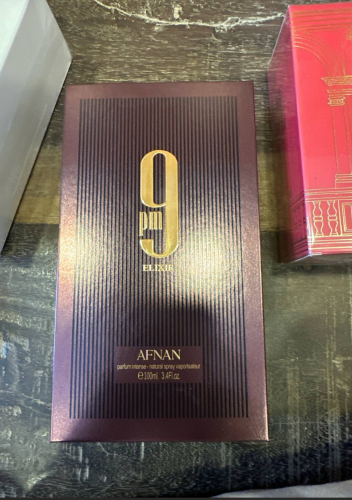 9
pm
ELIXIR
AFNAN
parfum intense - natural spray vaporisateur
℮100ml 3.4Fl.oz